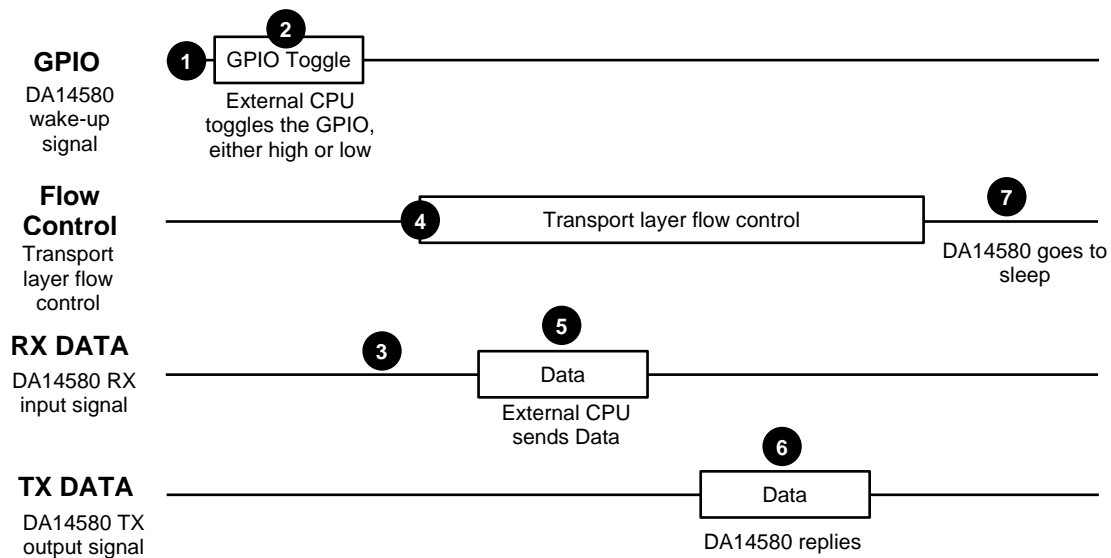 2
1
GPIO
GPIO Toggle
DA14580
wake-up
signal
External CPU
toggles the GPIO,
either high or low
Flow
Control
Transport
layer flow
control
4
Transport layer flow control
7
DA14580 goes to
sleep
RX DATA
DA14580 RX
input signal
3
5
Data
External CPU
sends Data
6
TX DATA
DA14580 TX
output signal
Data
DA14580 replies